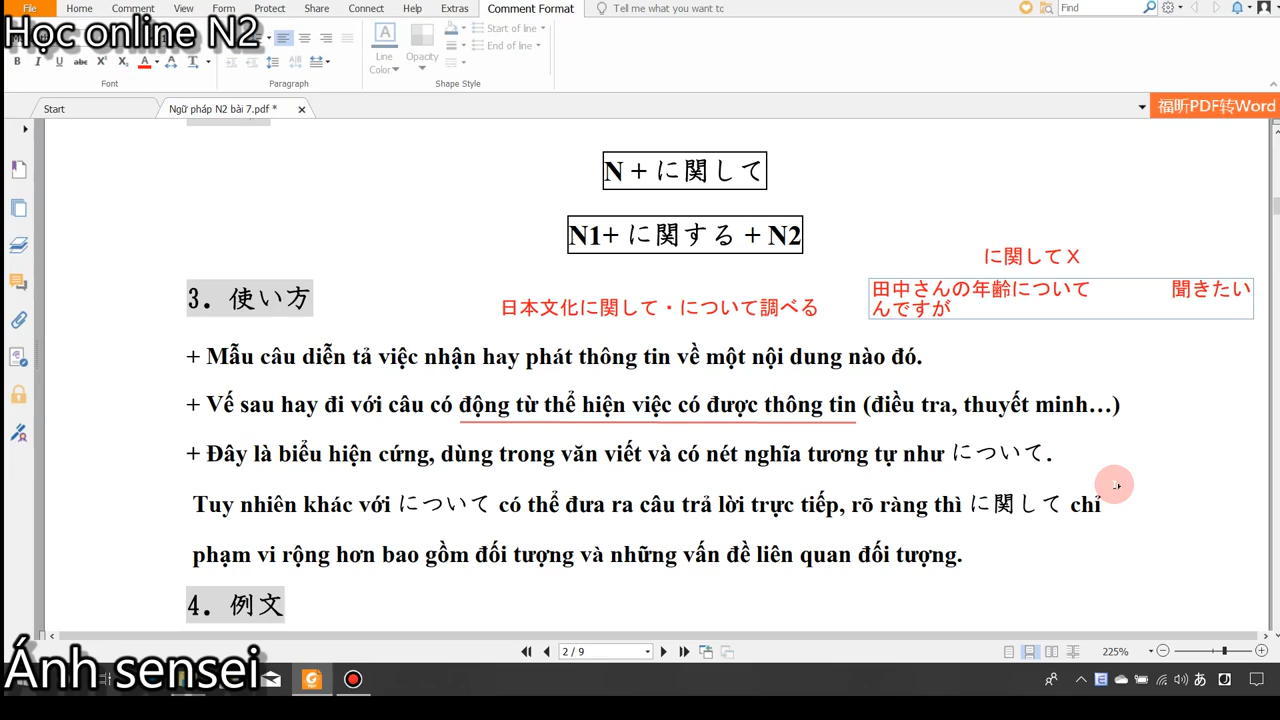 File Home Comment View Form Protect Share Connect Help Extras Comment Format Tell me what you want tc Find
Học online N2
Line Color Opacity Start of line End of line
Font Paragraph Shape Style
Start Ngữ pháp N2 bài 7.pdf * 福昕PDF转Word
N + に関して
N1+ に関する + N2
に関してX
3. 使い方
日本文化に関して・について調べる
田中さんの年齢について 聞きたい
んですが
+ Mẫu câu diễn tả việc nhận hay phát thông tin về một nội dung nào đó.
+ Vế sau hay đi với câu có động từ thể hiện việc có được thông tin (điều tra, thuyết minh…)
+ Đây là biểu hiện cứng, dùng trong văn viết và có nét nghĩa tương tự như について.
Tuy nhiên khác với について có thể đưa ra câu trả lời trực tiếp, rõ ràng thì に関して chỉ
phạm vi rộng hơn bao gồm đối tượng và những vấn đề liên quan đối tượng.
4. 例文
2 / 9 225%
Ánh sensei
あ